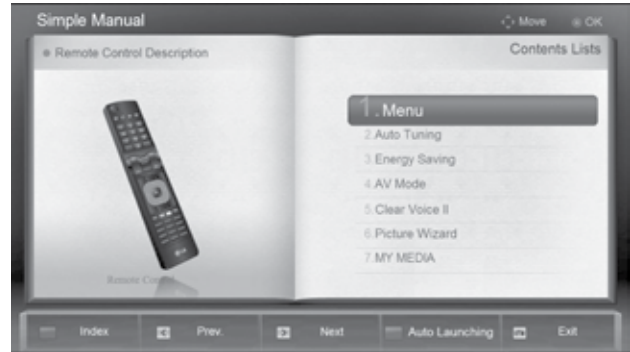 Simple Manual
Move
OK
Remote Control Description
Contents Lists
1. Menu
2. Auto Tuning
3. Energy Saving
4. AV Mode
5. Clear Voice II
6. Picture Wizard
7. MY MEDIA
Remote Control
Index
Prev.
Next
Auto Launching
Exit